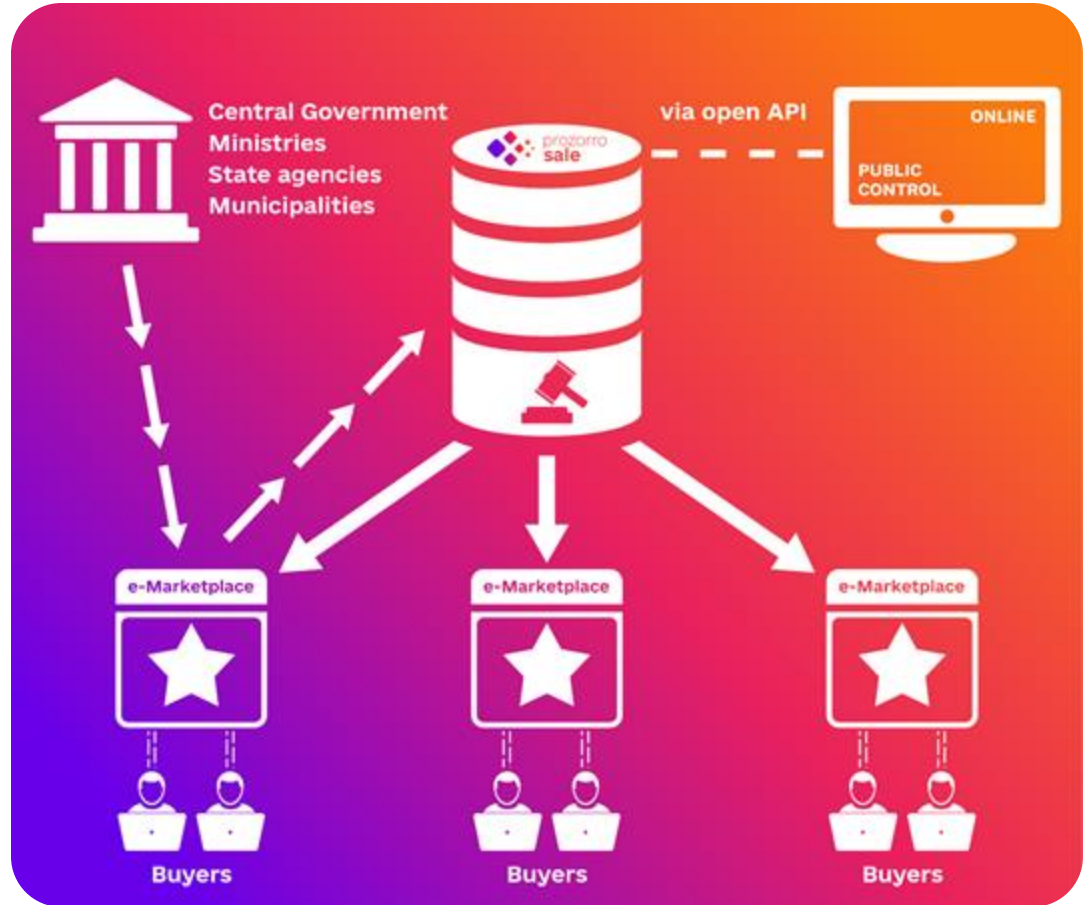 Central Government
Ministries
State agencies
Municipalities
prozorro
sale
via open API
ONLINE
PUBLIC
CONTROL
e-Marketplace
e-Marketplace
e-Marketplace
Buyers
Buyers
Buyers